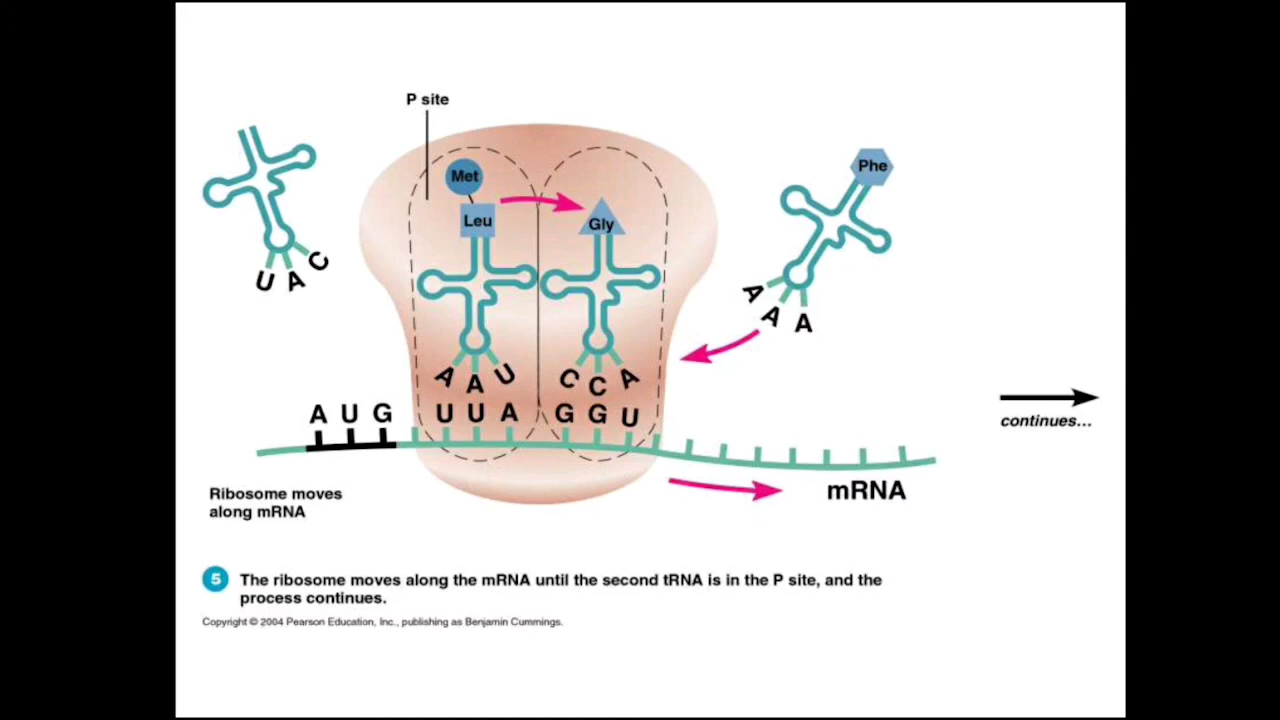 P site
Met
Leu
Gly
Phe
U A C
A A U
C C A
A A A
A U G U U A G G U
continues...
Ribosome moves
along mRNA
mRNA
5 The ribosome moves along the mRNA until the second tRNA is in the P site, and the
process continues.
Copyright © 2004 Pearson Education, Inc., publishing as Benjamin Cummings.